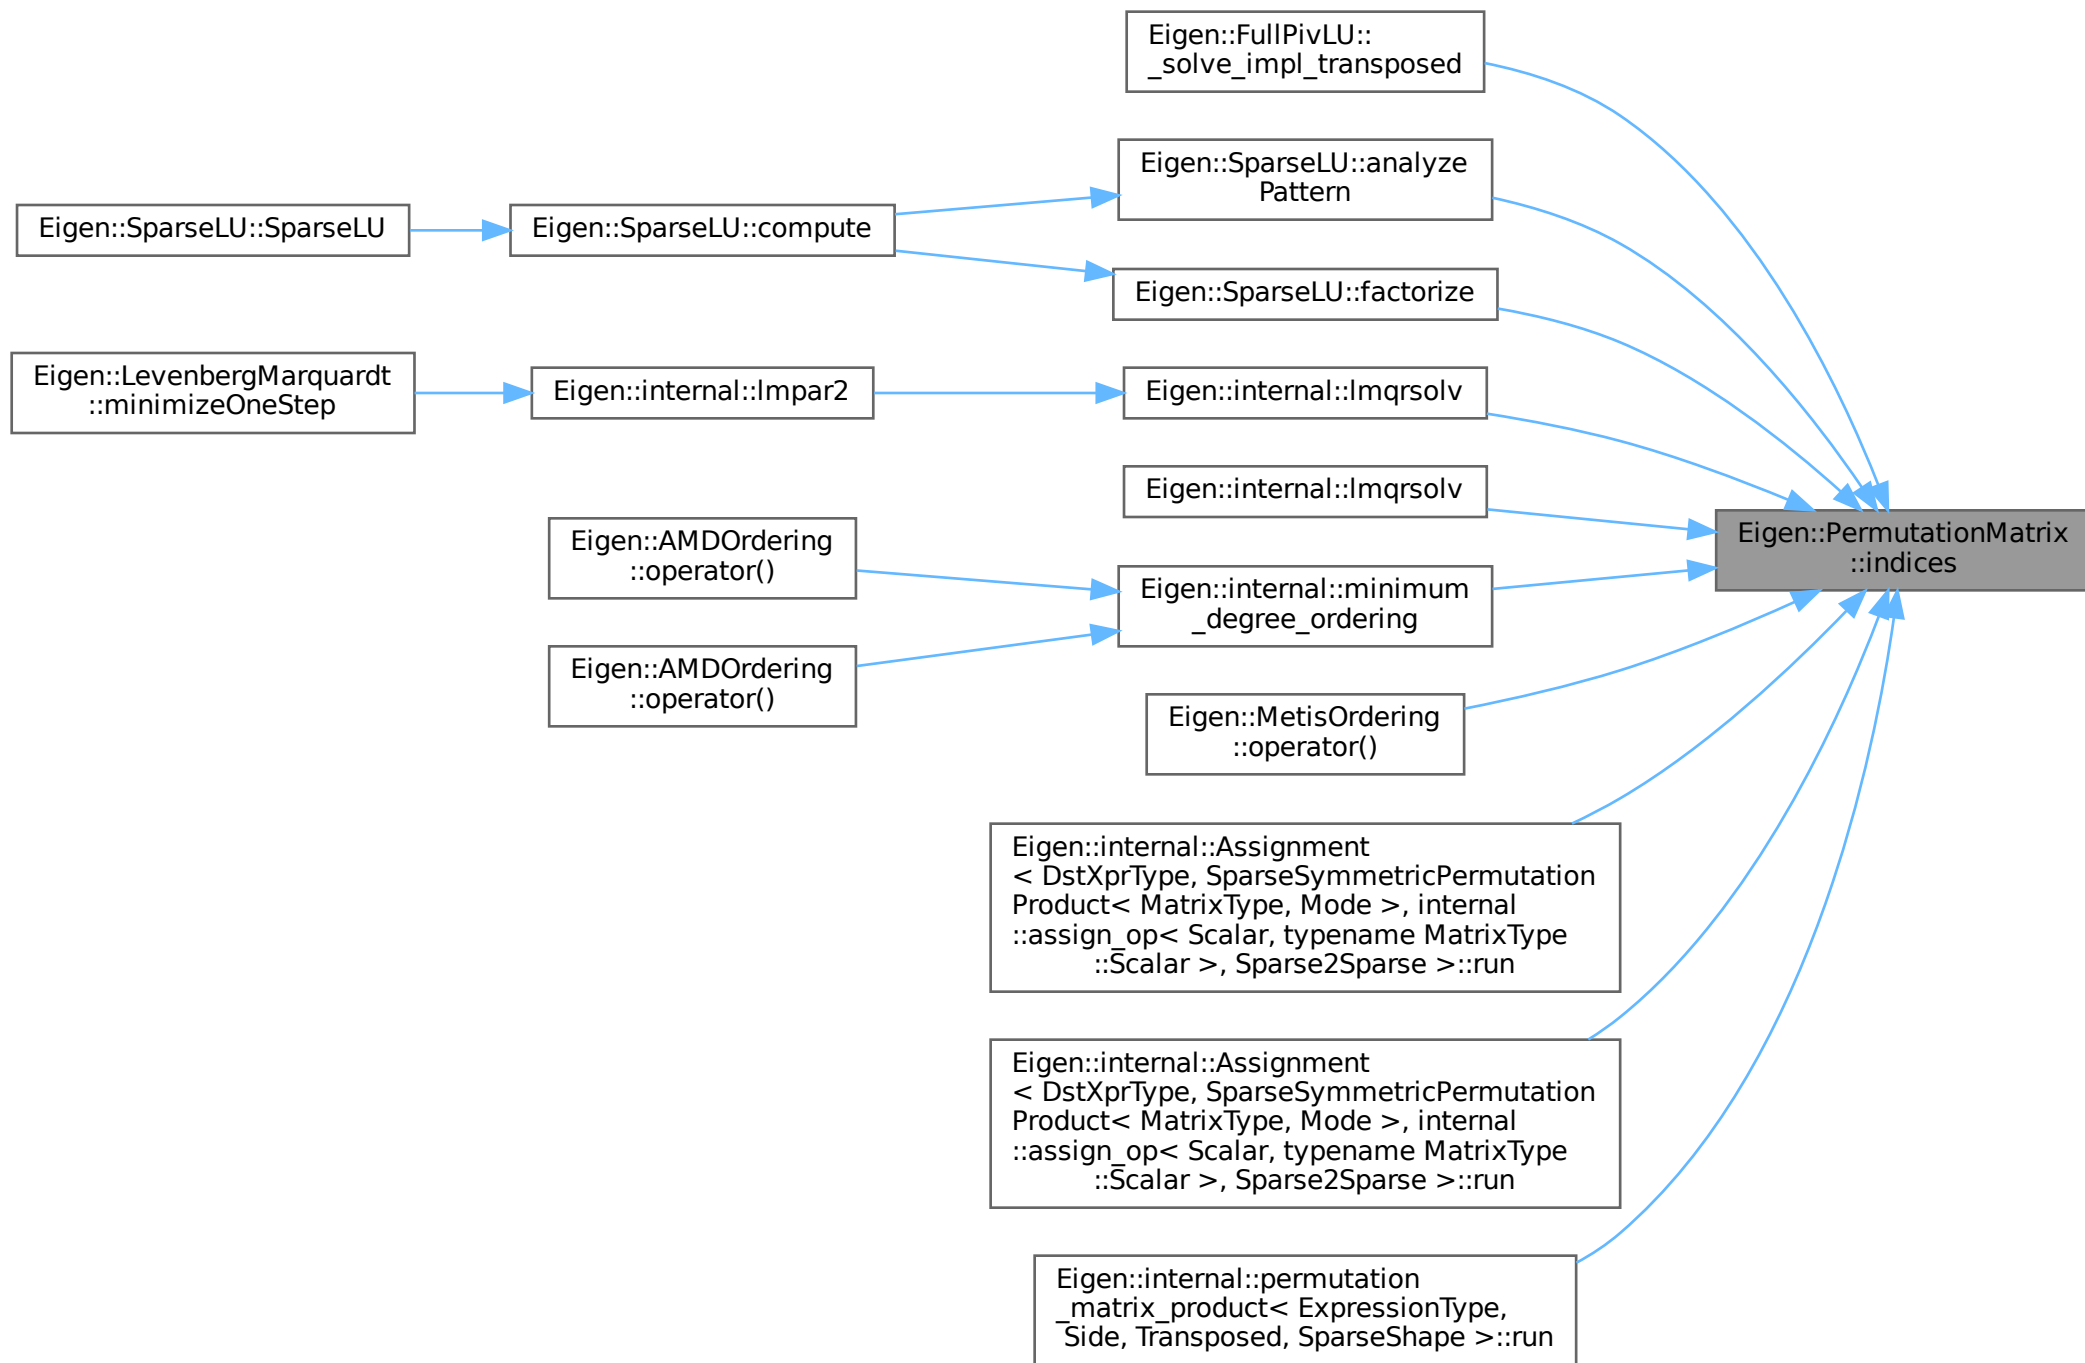 Eigen::FullPivLU::
_solve_impl_transposed
Eigen::SparseLU::analyze
Pattern
Eigen::SparseLU::SparseLU
Eigen::SparseLU::compute
Eigen::SparseLU::factorize
Eigen::LevenbergMarquardt
::minimizeOneStep
Eigen::internal::lmpar2
Eigen::internal::lmqrsolv
Eigen::internal::lmqrsolv
Eigen::PermutationMatrix
::indices
Eigen::AMDOrdering
::operator()
Eigen::internal::minimum
_degree_ordering
Eigen::AMDOrdering
::operator()
Eigen::MetisOrdering
::operator()
Eigen::internal::Assignment
< DstXprType, SparseSymmetricPermutation
Product< MatrixType, Mode >, internal
::assign_op< Scalar, typename MatrixType
::Scalar >, Sparse2Sparse >::run
Eigen::internal::Assignment
< DstXprType, SparseSymmetricPermutation
Product< MatrixType, Mode >, internal
::assign_op< Scalar, typename MatrixType
::Scalar >, Sparse2Sparse >::run
Eigen::internal::permutation
_matrix_product< ExpressionType,
Side, Transposed, SparseShape >::run